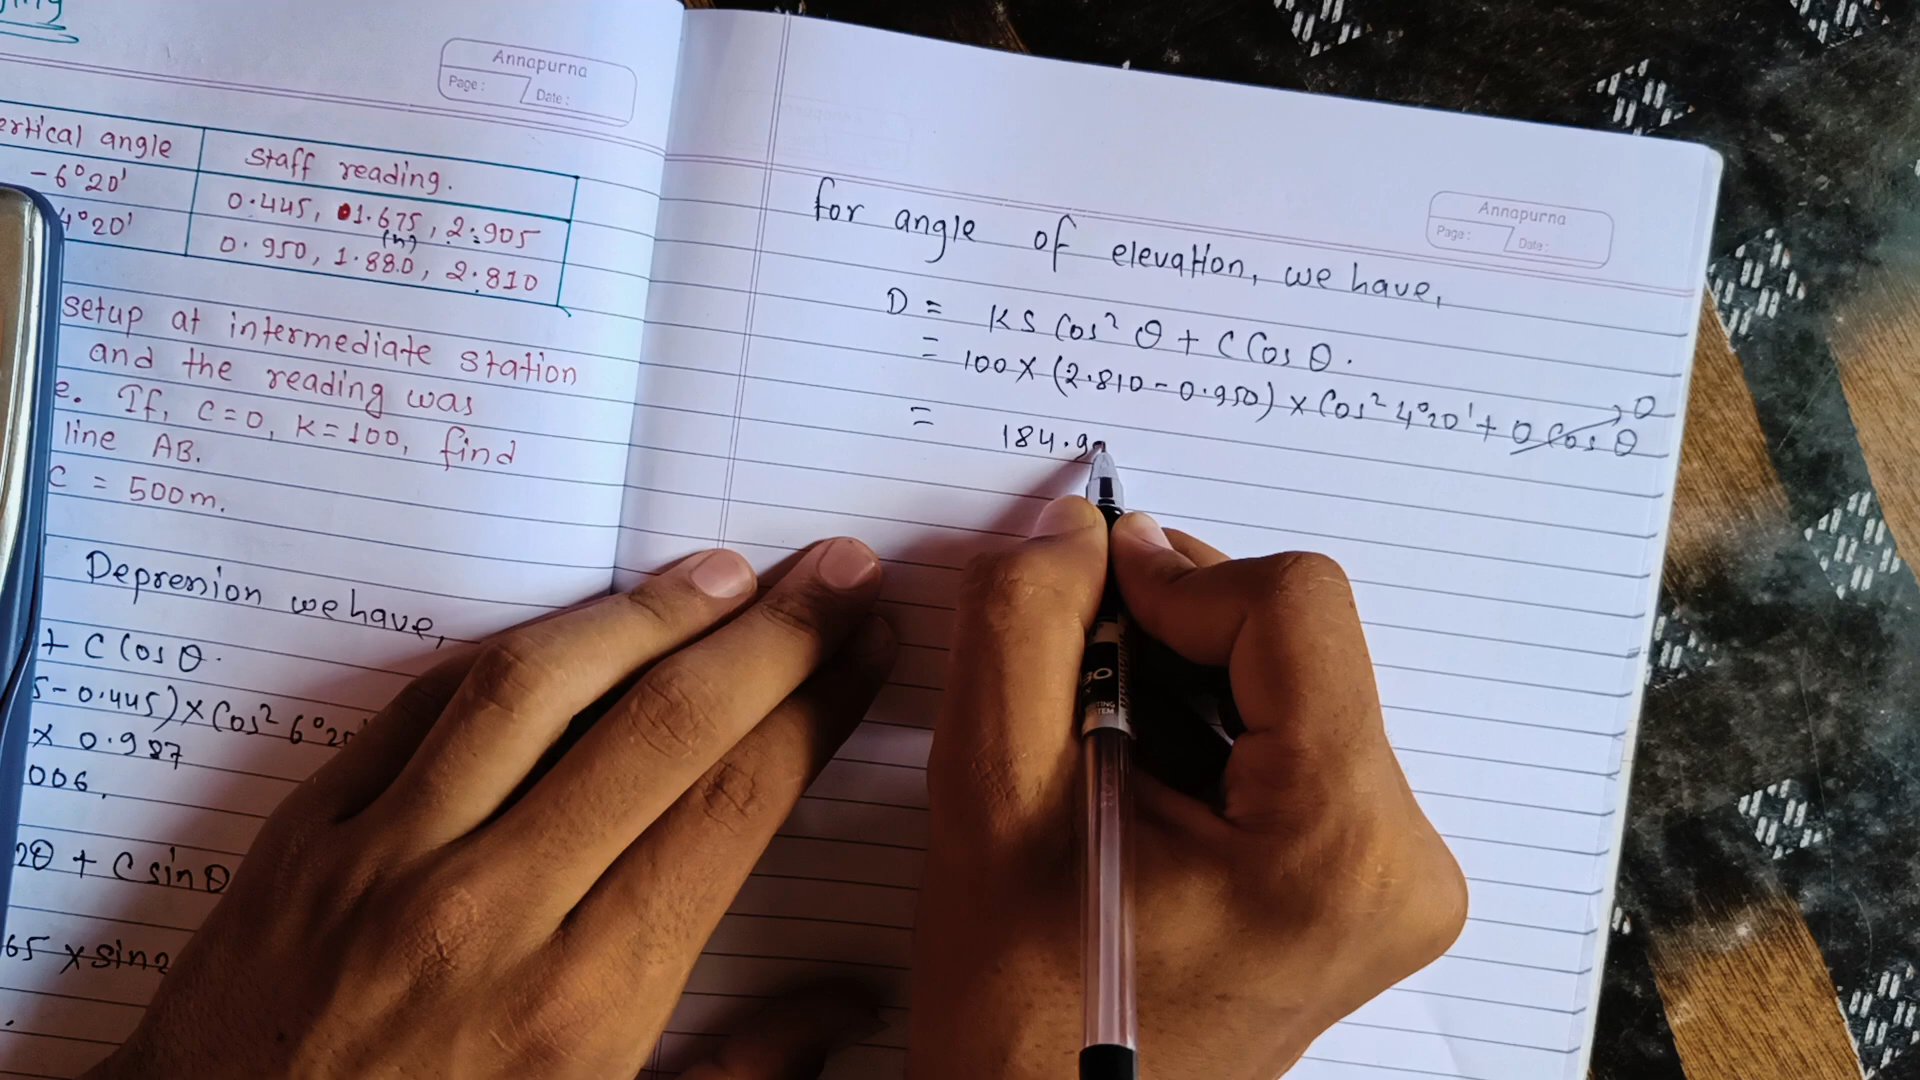 Annapurna
Page: Date:
ertical angle staff reading.
-6°20' 0.445, 1.675, 2.905
4°20' 0.950, 1.880, 2.810
setup at intermediate station
and the reading was
e. If, C=0, K=100, find
line AB.
C = 500m.
Depression we have,
+ C Cos θ.
5-0.445) × Cos² 6°20'
× 0.987
006.
2θ + C sin θ
65 × sin2
Annapurna
Page: Date:
for angle of elevation, we have,
D = KS Cos² θ + C Cos θ.
= 100 × (2.810 - 0.950) × Cos² 4°20' + 0 Cos θ 0
= 184.9